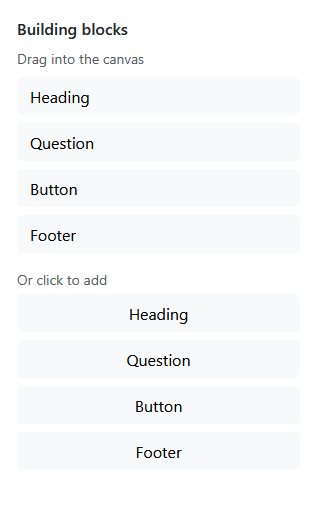 Building blocks
Drag into the canvas
Heading
Question
Button
Footer
Or click to add
Heading
Question
Button
Footer